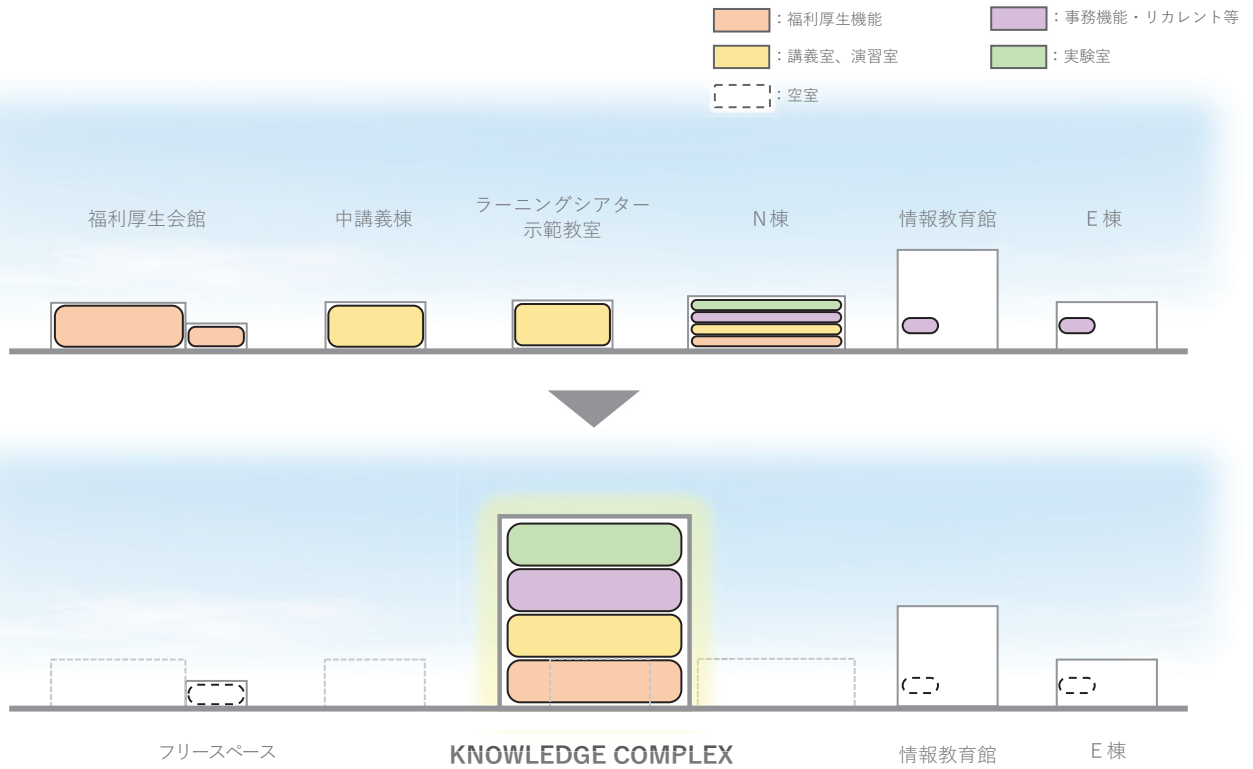 ：福利厚生機能
：事務機能・リカレント等
：講義室、演習室
：実験室
：空室
福利厚生会館
中講義棟
ラーニングシアター
示範教室
N棟
情報教育館
E棟
フリースペース
KNOWLEDGE COMPLEX
情報教育館
E棟